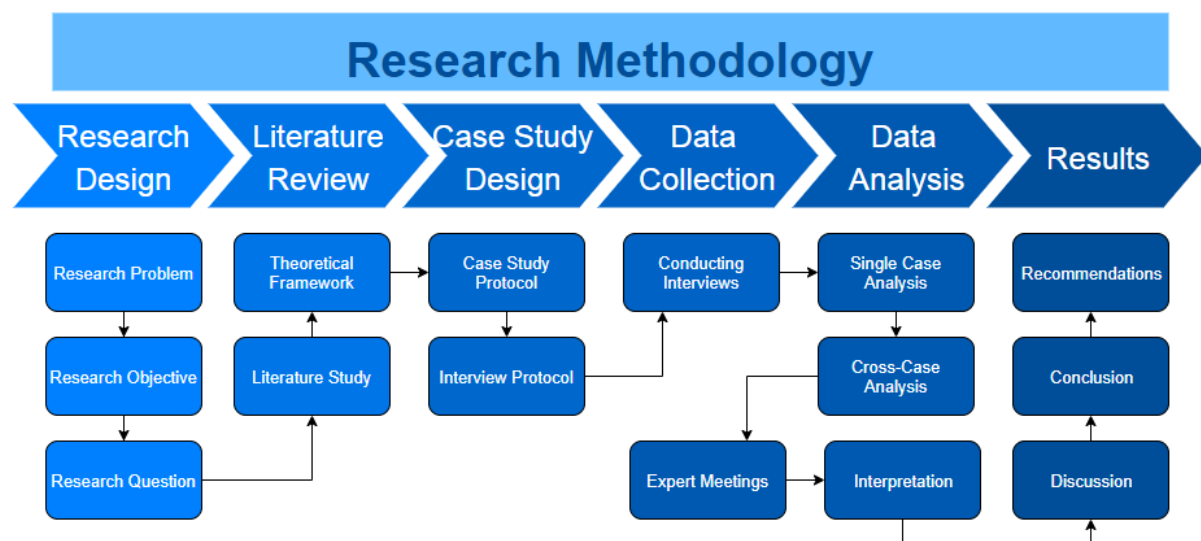 Research Methodology
Research
Design
Literature
Review
Case Study
Design
Data
Collection
Data
Analysis
Results
Research Problem
Theoretical
Framework
Case Study
Protocol
Conducting
Interviews
Single Case
Analysis
Recommendations
Research Objective
Literature Study
Interview Protocol
Cross-Case
Analysis
Conclusion
Research Question
Expert Meetings
Interpretation
Discussion